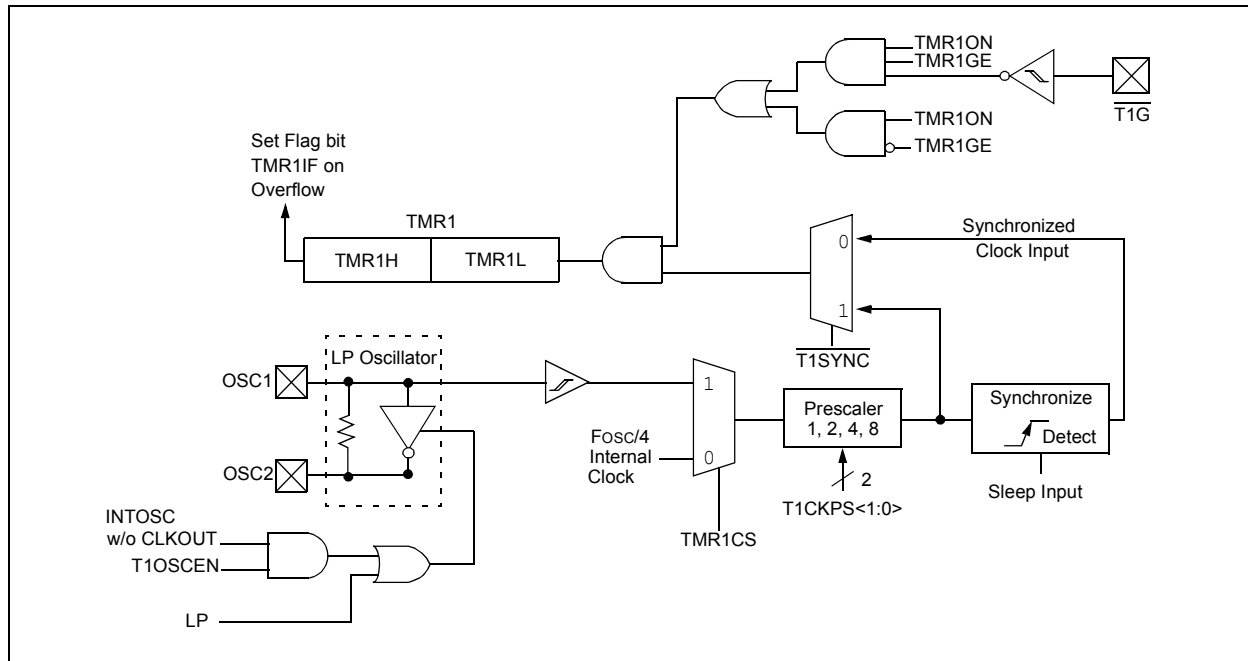 TMR1ON
TMR1GE
T1G
TMR1ON
TMR1GE
Set Flag bit
TMR1IF on
Overflow
TMR1
TMR1H
TMR1L
0
1
T1SYNC
Synchronized
Clock Input
LP Oscillator
OSC1
OSC2
1
0
FOSC/4
Internal
Clock
TMR1CS
Prescaler
1, 2, 4, 8
2
T1CKPS<1:0>
Synchronize
Detect
Sleep Input
INTOSC
w/o CLKOUT
T1OSCEN
LP